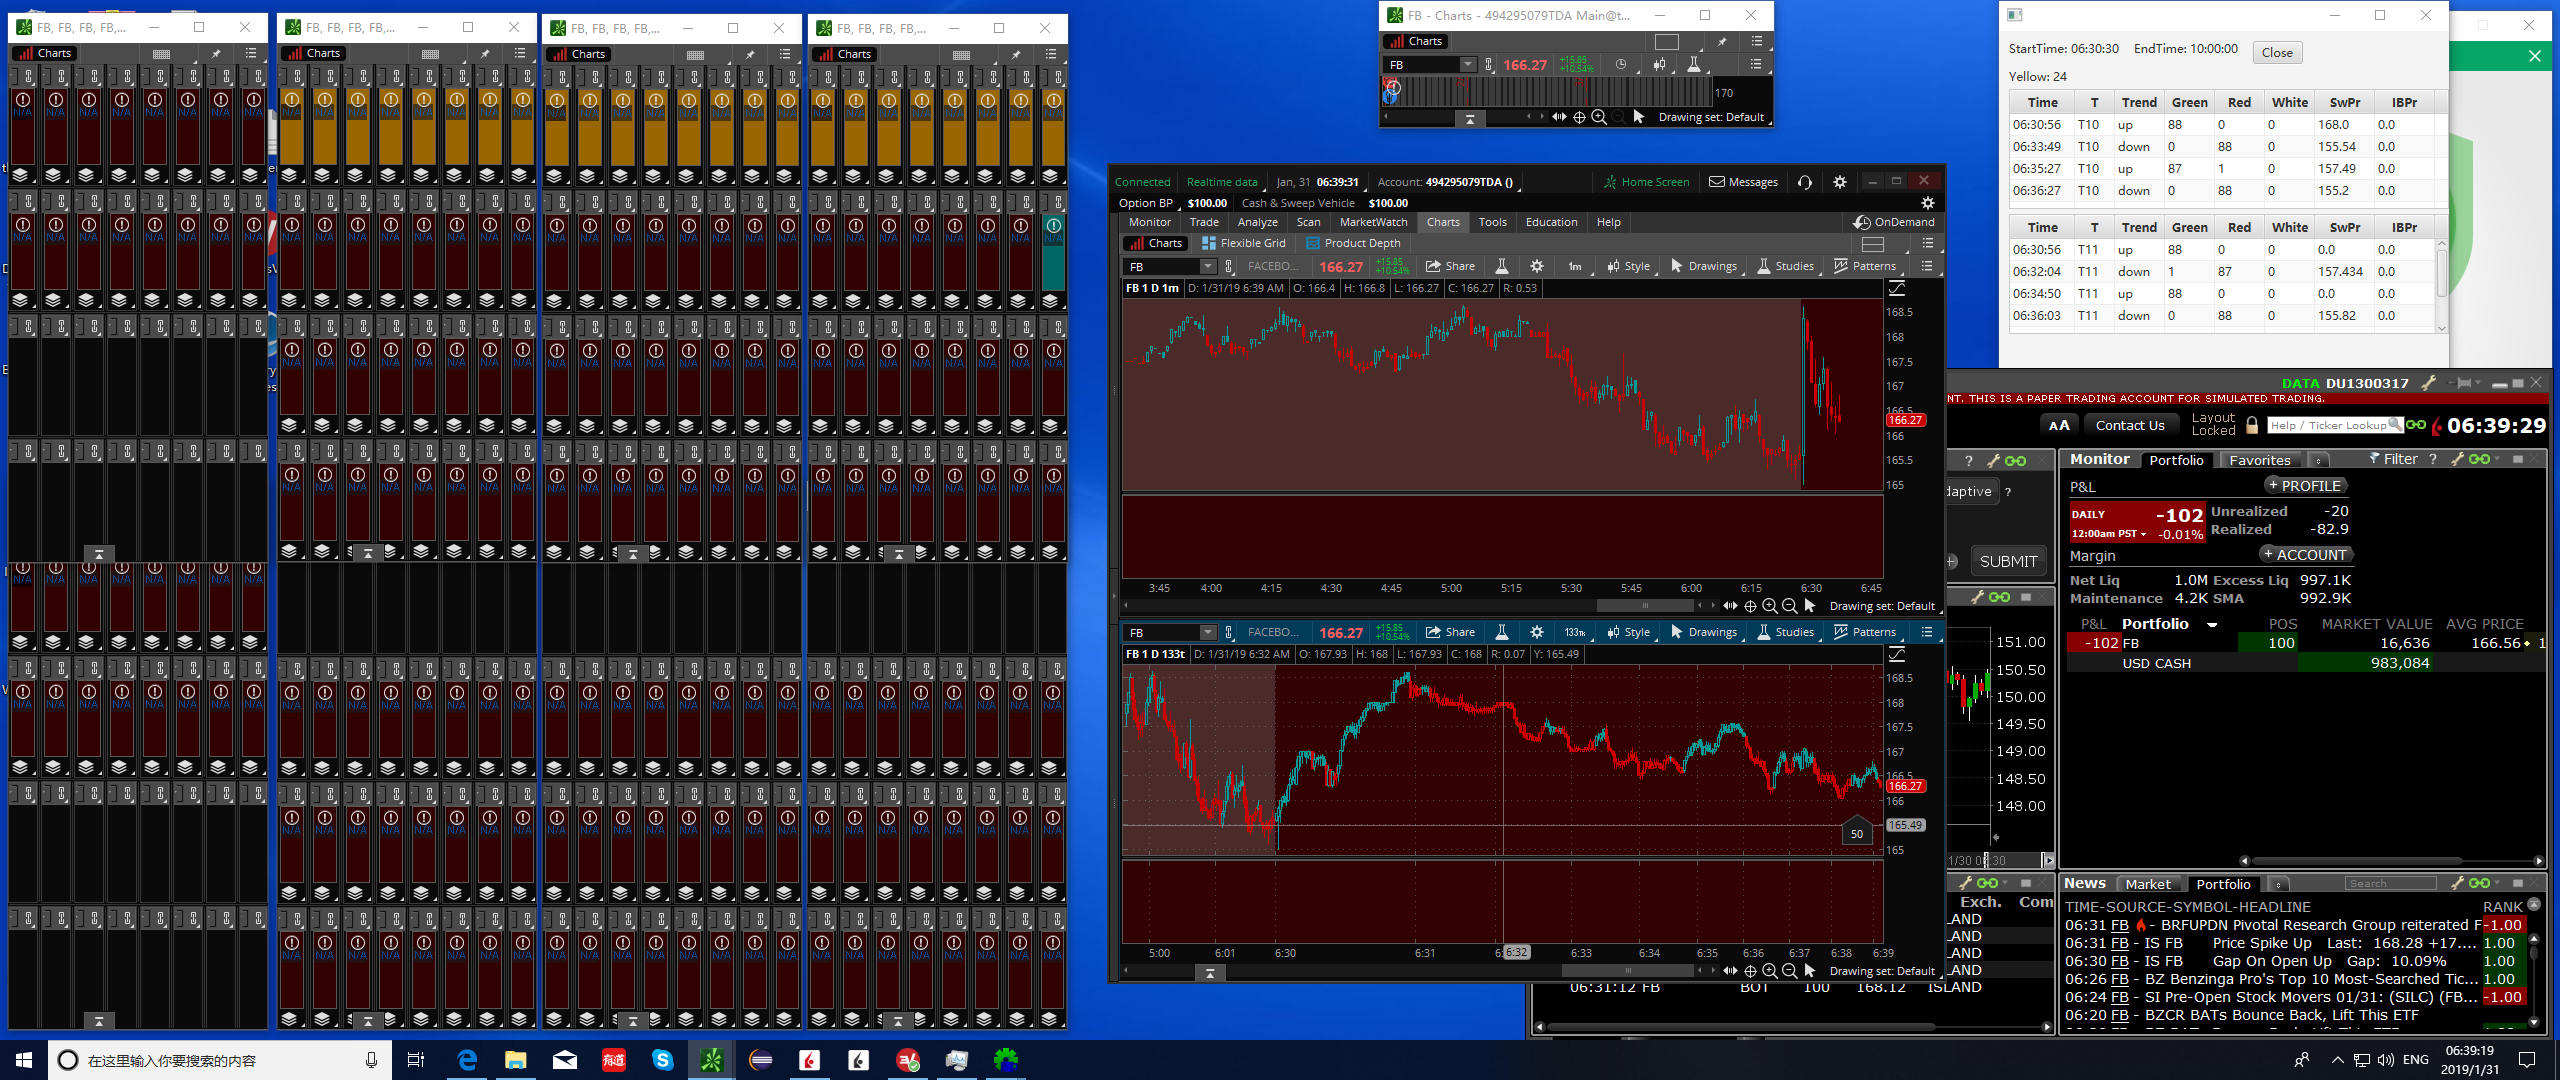 FB, FB, FB, FB,...
Charts
FB, FB, FB, FB,...
Charts
FB, FB, FB, FB,...
Charts
FB, FB, FB, FB,...
Charts
N/A
FB - Charts - 494295079TDA Main@t...
Charts
FB 166.27 +15.85 +10.54%
170
Drawing set: Default
StartTime: 06:30:30 EndTime: 10:00:00 Close
Yellow: 24
Time T Trend Green Red White SwPr IBPr
06:30:56 T10 up 88 0 0 168.0 0.0
06:33:49 T10 down 0 88 0 155.54 0.0
06:35:27 T10 up 87 1 0 157.49 0.0
06:36:27 T10 down 0 88 0 155.2 0.0
Time T Trend Green Red White SwPr IBPr
06:30:56 T11 up 88 0 0 0.0 0.0
06:32:04 T11 down 1 87 0 157.434 0.0
06:34:50 T11 up 88 0 0 0.0 0.0
06:36:03 T11 down 0 88 0 155.82 0.0
Connected Realtime data Jan, 31 06:39:31 Account: 494295079TDA () Home Screen Messages
Option BP $100.00 Cash & Sweep Vehicle $100.00
Monitor Trade Analyze Scan MarketWatch Charts Tools Education Help OnDemand
Charts Flexible Grid Product Depth
FB FACEBO... 166.27 +15.85 +10.54% Share 1m Style Drawings Studies Patterns
FB 1 D 1m D: 1/31/19 6:39 AM O: 166.4 H: 166.8 L: 166.27 C: 166.27 R: 0.53
168.5
168
167.5
167
166.5
166.27
166
165.5
165
3:45 4:00 4:15 4:30 4:45 5:00 5:15 5:30 5:45 6:00 6:15 6:30 6:45
Drawing set: Default
FB FACEBO... 166.27 +15.85 +10.54% Share 133t Style Drawings Studies Patterns
FB 1 D 133t D: 1/31/19 6:32 AM O: 167.93 H: 168 L: 167.93 C: 168 R: 0.07 Y: 165.49
168.5
168
167.5
167
166.5
166.27
166
165.49
50
165
5:00 6:01 6:30 6:31 6:32 6:33 6:34 6:35 6:36 6:37 6:38 6:39
Drawing set: Default
DATA DU1300317
NT. THIS IS A PAPER TRADING ACCOUNT FOR SIMULATED TRADING.
AA Contact Us Layout Locked Help / Ticker Lookup 06:39:29
daptive ?
SUBMIT
Monitor Portfolio Favorites Filter ?
P&L + PROFILE
DAILY -102 Unrealized -20
12:00am PST -0.01% Realized -82.9
Margin + ACCOUNT
Net Liq 1.0M Excess Liq 997.1K
Maintenance 4.2K SMA 992.9K
P&L Portfolio POS MARKET VALUE AVG PRICE
-102 FB 100 16,636 166.56 1
USD CASH 983,084
151.00
150.50
150.00
149.50
149.00
148.50
148.00
Exch. Com
LAND
LAND
LAND
LAND
06:31:12 FB BOT 100 168.12 ISLAND
News Market Portfolio Search
TIME-SOURCE-SYMBOL-HEADLINE RANK
06:31 FB - BRFUPDN Pivotal Research Group reiterated F -1.00
06:31 FB - IS FB Price Spike Up Last: 168.28 +17.... 1.00
06:30 FB - IS FB Gap On Open Up Gap: 10.09% 1.00
06:26 FB - BZ Benzinga Pro's Top 10 Most-Searched Tic... 1.00
06:24 FB - SI Pre-Open Stock Movers 01/31: (SILC) (FB... -1.00
06:20 FB - BZCR BATs Bounce Back, Lift This ETF
在这里输入你要搜索的内容
有道
ENG
06:39:19
2019/1/31